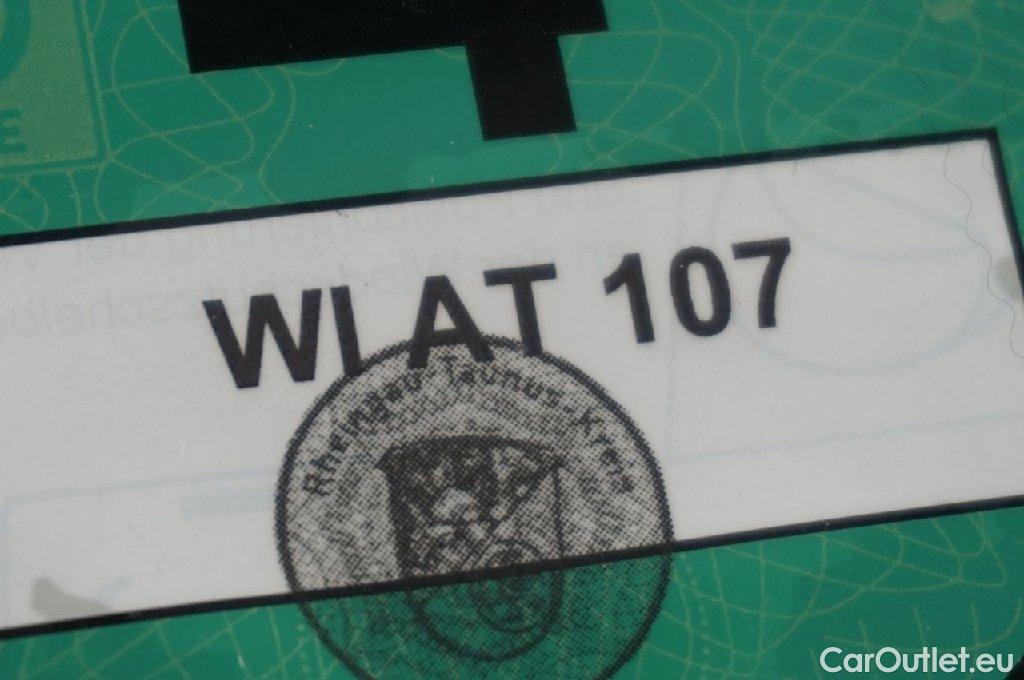 WI AT 107
Rheingau-Taunus-Kreis
CarOutlet.eu